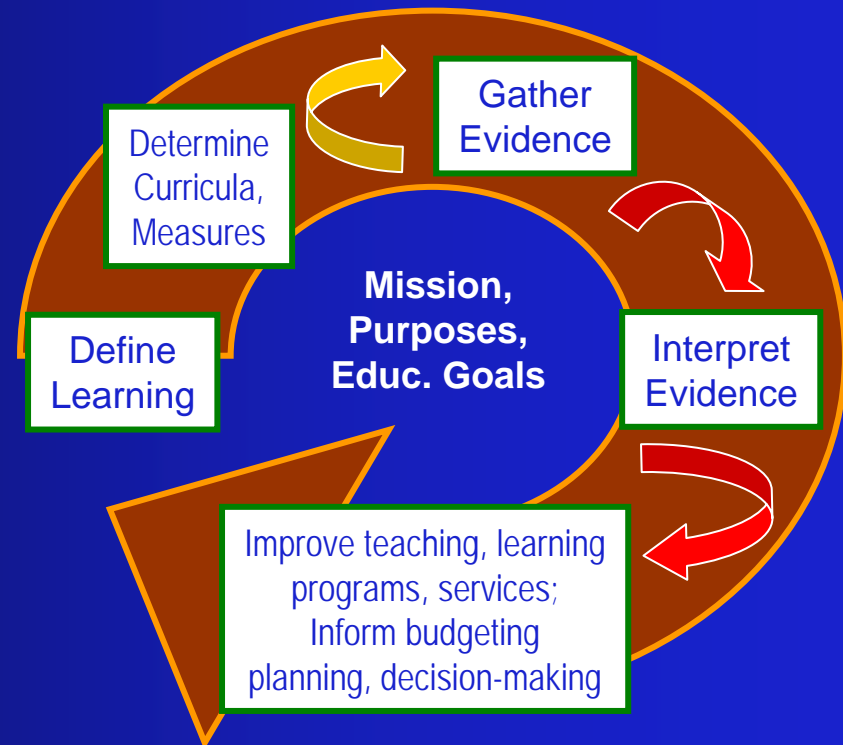 Define
Learning
Determine
Curricula,
Measures
Gather
Evidence
Interpret
Evidence
Improve teaching, learning
programs, services;
Inform budgeting
planning, decision-making
Mission,
Purposes,
Educ. Goals